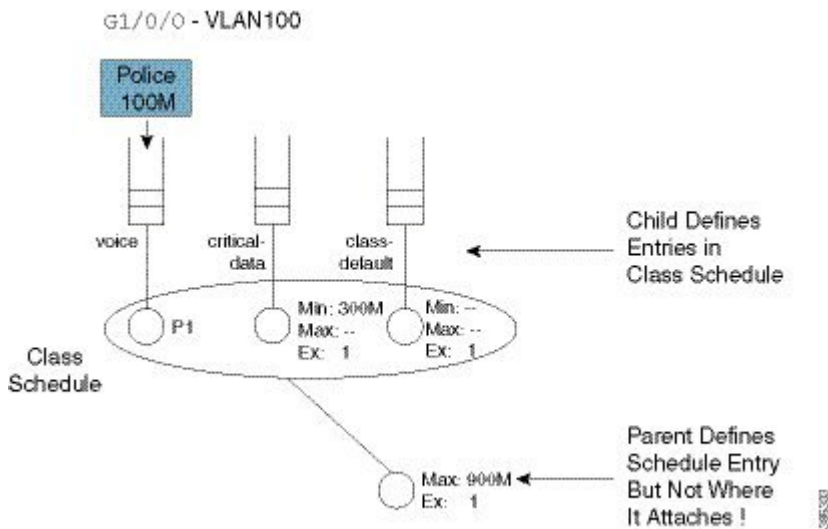 G1/0/0 - VLAN100
Police
100M
voice
critical-
data
class-
default
Child Defines
Entries in
Class Schedule
P1
Min: 300M
Max: --
Ex: 1
Min: --
Max: --
Ex: 1
Class
Schedule
Max: 900M
Ex: 1
Parent Defines
Schedule Entry
But Not Where
It Attaches !